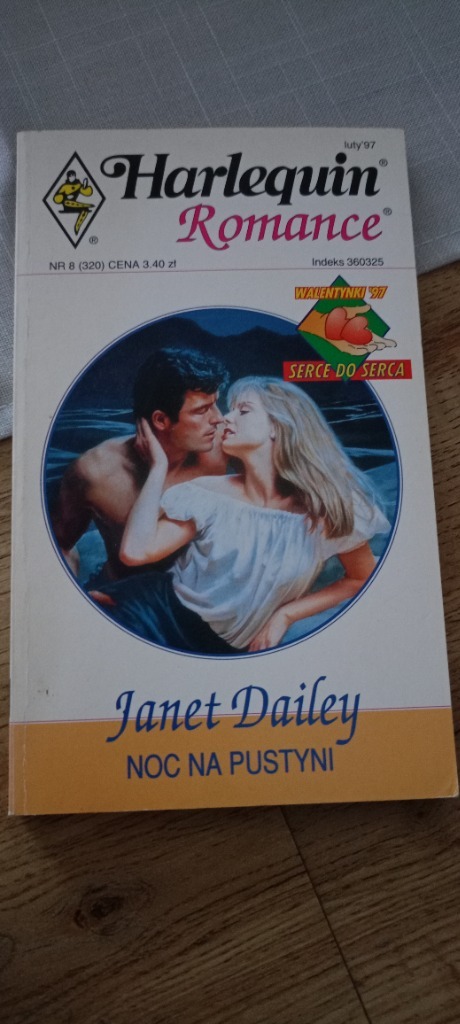 luty'97
Harlequin®
Romance®
®
NR 8 (320) CENA 3.40 zł
Indeks 360325
WALENTYNKI '97
SERCE DO SERCA
Janet Dailey
NOC NA PUSTYNI